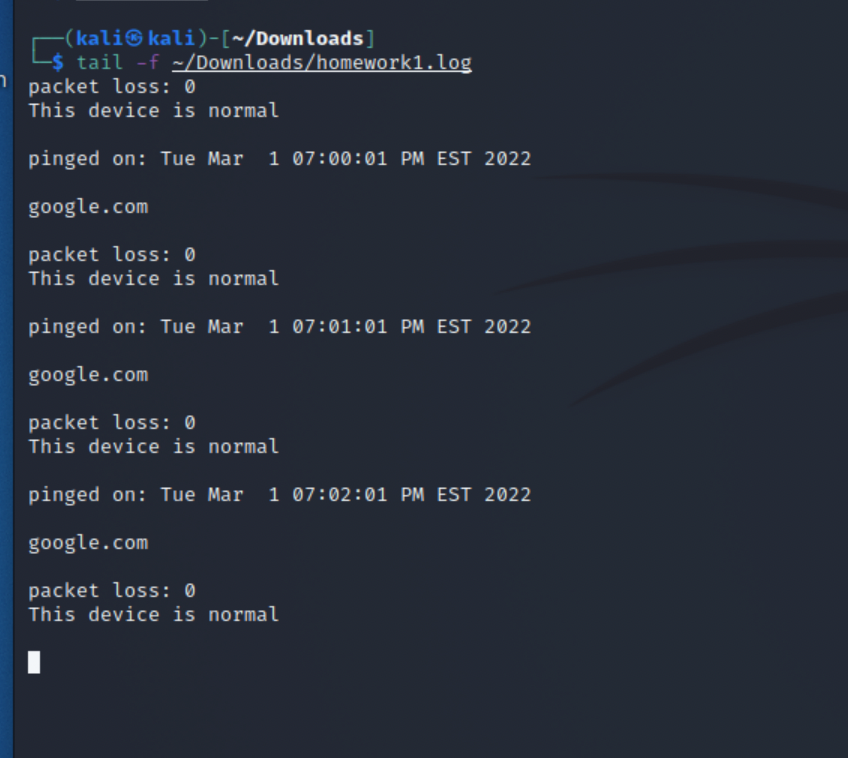 ┌──(kali㉿kali)-[~/Downloads]
└─$ tail -f ~/Downloads/homework1.log
packet loss: 0
This device is normal

pinged on: Tue Mar  1 07:00:01 PM EST 2022

google.com

packet loss: 0
This device is normal

pinged on: Tue Mar  1 07:01:01 PM EST 2022

google.com

packet loss: 0
This device is normal

pinged on: Tue Mar  1 07:02:01 PM EST 2022

google.com

packet loss: 0
This device is normal